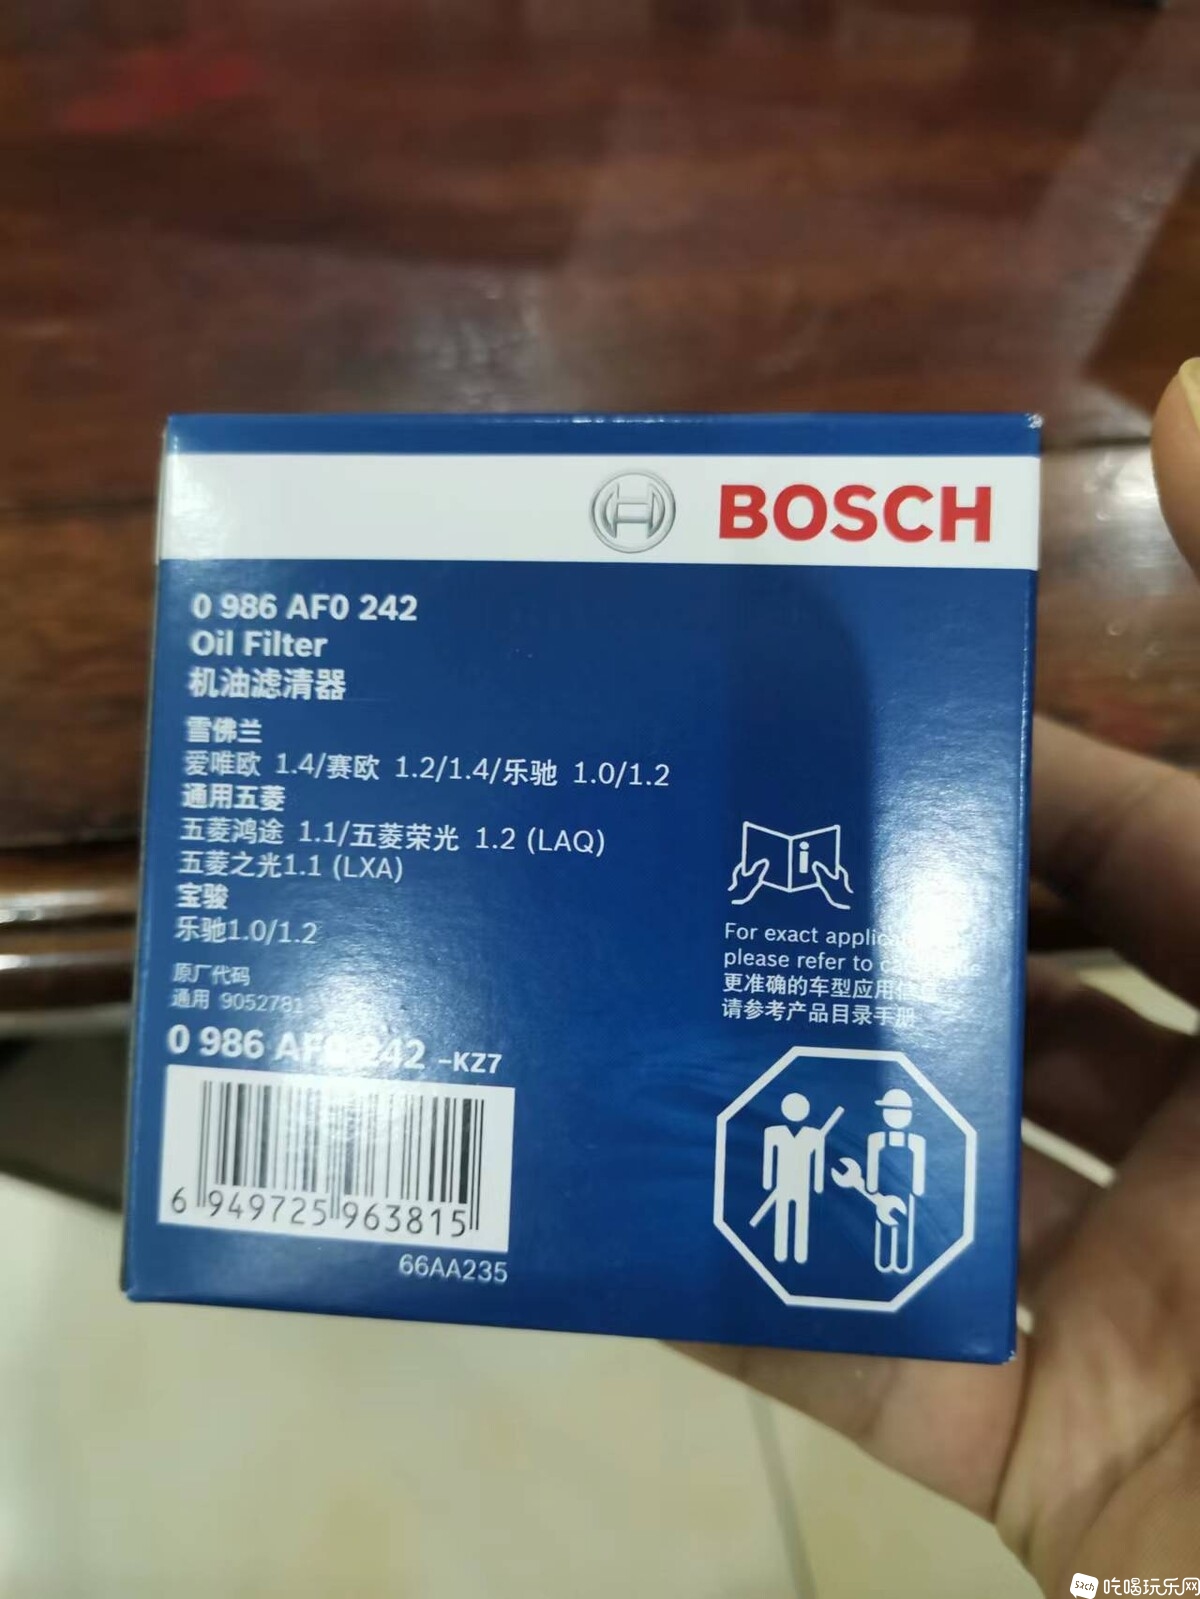 BOSCH
0 986 AF0 242
Oil Filter
机油滤清器
雪佛兰
爱唯欧 1.4/赛欧 1.2/1.4/乐驰 1.0/1.2
通用五菱
五菱鸿途 1.1/五菱荣光 1.2 (LAQ)
五菱之光1.1 (LXA)
宝骏
乐驰1.0/1.2
原厂代码
通用 9052781
0 986 AF0 242 -KZ7
6 949725 963815
66AA235
For exact
please refer to
更准确的车型应用
请参考产品目录手册
吃喝玩乐网